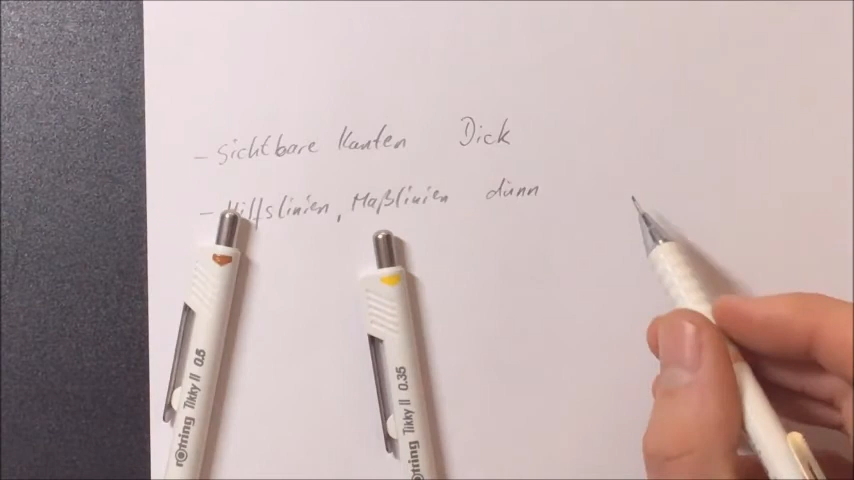 - Sichtbare Kanten Dick
- Hilfslinien, Maßlinien dünn
rotring Tikky II 0.5
rotring Tikky II 0.35